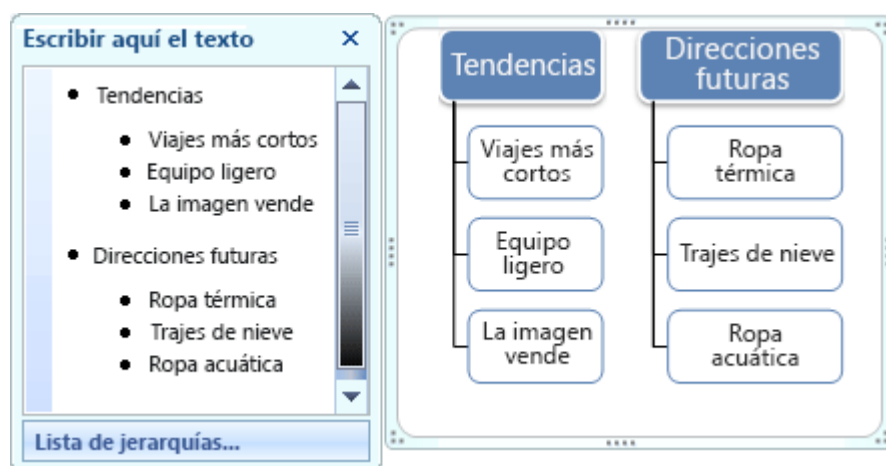 Escribir aquí el texto
Tendencias
Viajes más cortos
Equipo ligero
La imagen vende
Direcciones futuras
Ropa térmica
Trajes de nieve
Ropa acuática
Lista de jerarquías...
Tendencias
Viajes más
cortos
Equipo
ligero
La imagen
vende
Direcciones
futuras
Ropa
térmica
Trajes de nieve
Ropa
acuática